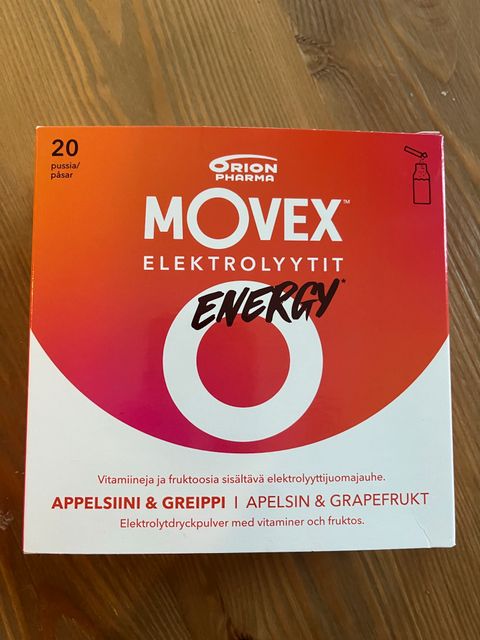 20
pussia/
påsar
ORION
PHARMA
MOVEX™
ELEKTROLYYTIT
ENERGY*
Vitamiineja ja fruktoosia sisältävä elektrolyyttijuomajauhe.
APPELSIINI & GREIPPI | APELSIN & GRAPEFRUKT
Elektrolytdryckpulver med vitaminer och fruktos.